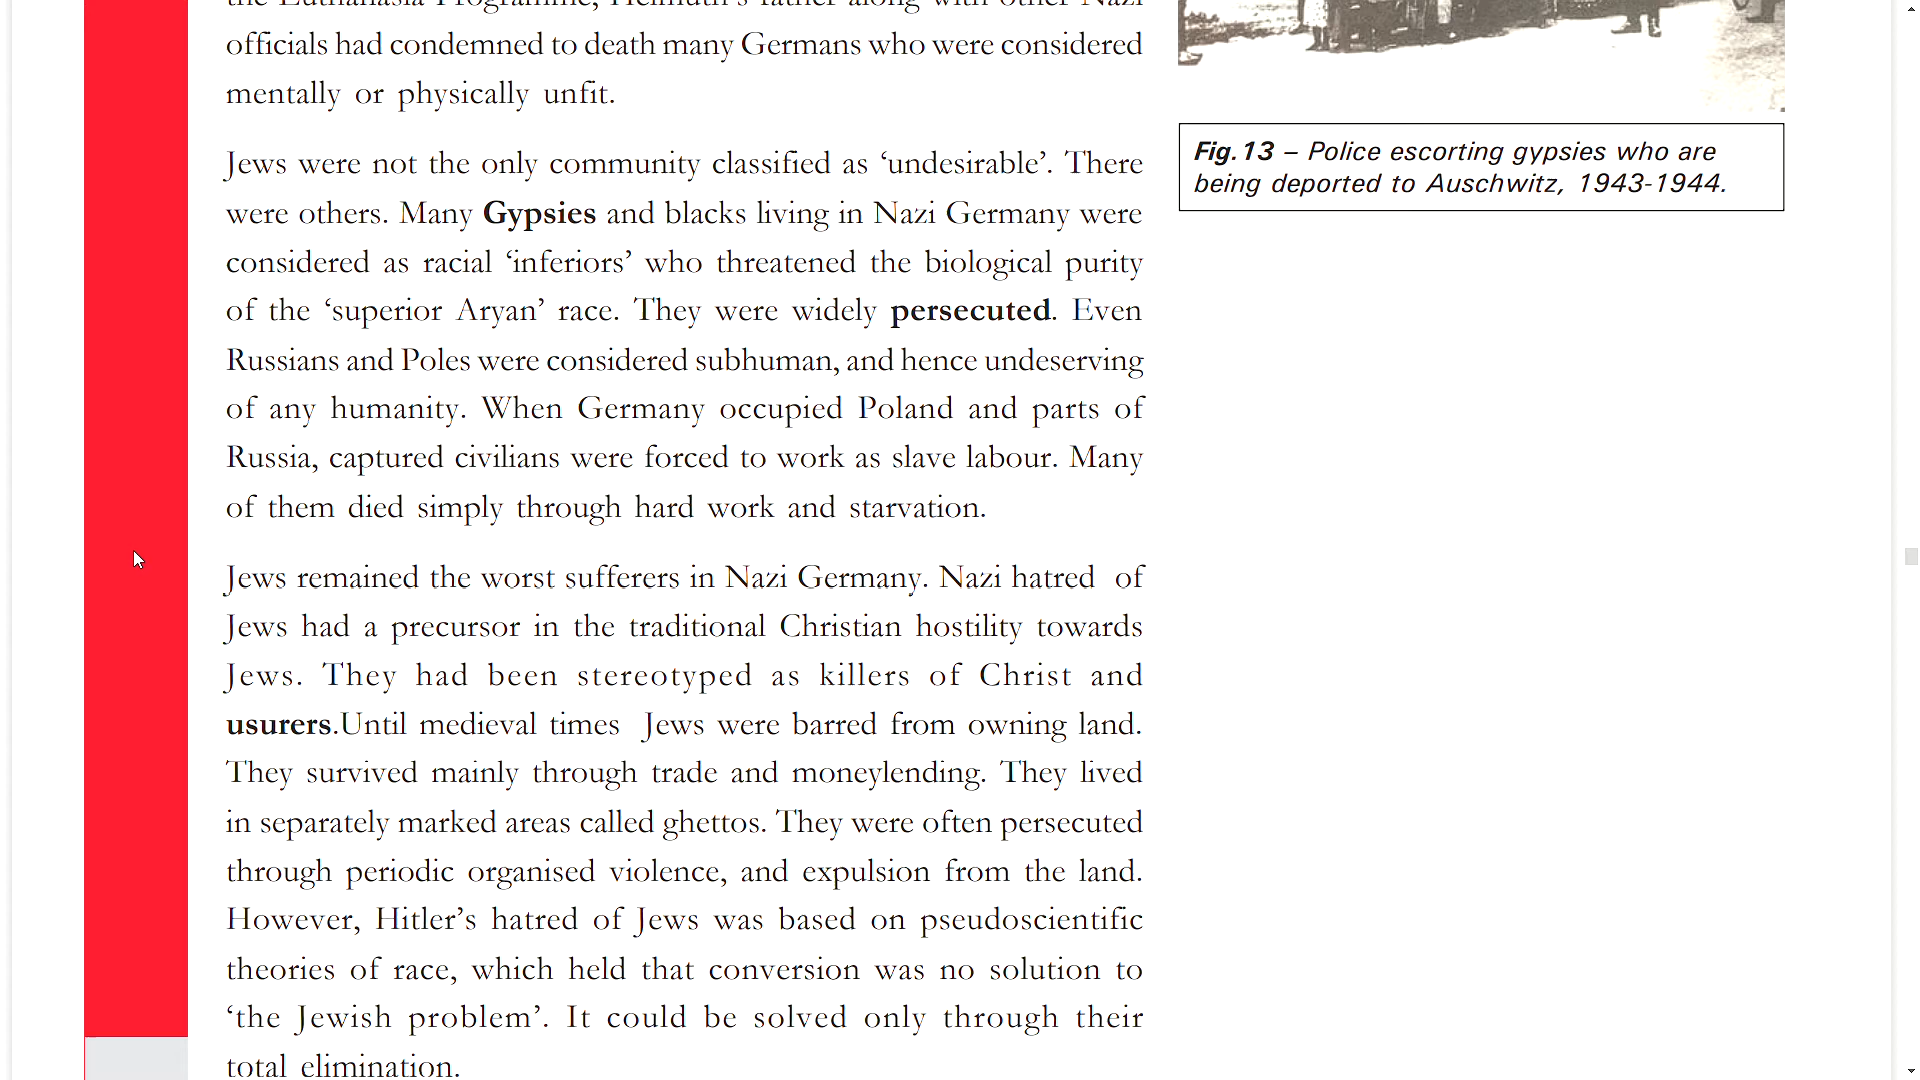 the Euthanasia Programme, Helmuth's father along with other Nazi
officials had condemned to death many Germans who were considered
mentally or physically unfit.
Jews were not the only community classified as ‘undesirable’. There
were others. Many Gypsies and blacks living in Nazi Germany were
considered as racial ‘inferiors’ who threatened the biological purity
of the ‘superior Aryan’ race. They were widely persecuted. Even
Russians and Poles were considered subhuman, and hence undeserving
of any humanity. When Germany occupied Poland and parts of
Russia, captured civilians were forced to work as slave labour. Many
of them died simply through hard work and starvation.
Jews remained the worst sufferers in Nazi Germany. Nazi hatred of
Jews had a precursor in the traditional Christian hostility towards
Jews. They had been stereotyped as killers of Christ and
usurers.Until medieval times Jews were barred from owning land.
They survived mainly through trade and moneylending. They lived
in separately marked areas called ghettos. They were often persecuted
through periodic organised violence, and expulsion from the land.
However, Hitler’s hatred of Jews was based on pseudoscientific
theories of race, which held that conversion was no solution to
‘the Jewish problem’. It could be solved only through their
total elimination.
Fig.13 – Police escorting gypsies who are
being deported to Auschwitz, 1943-1944.